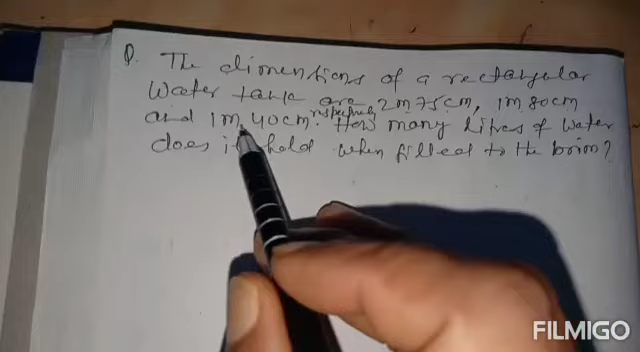 Q. The dimentions of a rectangular
water tank are 2m 75cm, 1m 80cm
and 1m 40cm respectively. How many litres of water
does it hold when filled to the brim?
FILMIGO